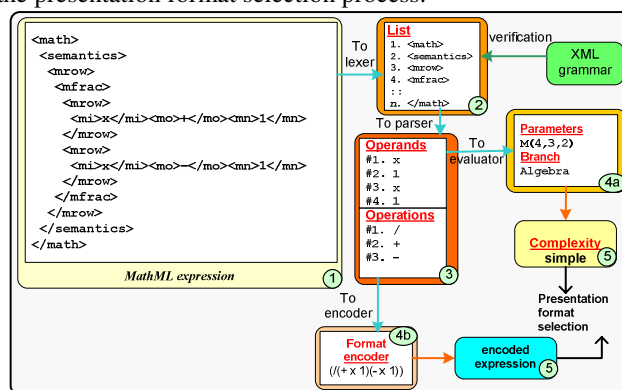 the presentation format selection process.
<math>
<semantics>
<mrow>
<mfrac>
<mrow>
<mi>x</mi><mo>+</mo><mn>1</mn>
</mrow>
<mrow>
<mi>x</mi><mo>-</mo><mn>1</mn>
</mrow>
</mfrac>
</mrow>
</semantics>
</math>
MathML expression
1
To
lexer
List
1. <math>
2. <semantics>
3. <mrow>
4. <mfrac>
::
n. </math>
2
verification
XML
grammar
To parser
Operands
#1. x
#2. 1
#3. x
#4. 1
Operations
#1. /
#2. +
#3. -
3
To
evaluator
Parameters
M(4,3,2)
Branch
Algebra
4a
Complexity
simple
5
Presentation
format
selection
To
encoder
4b
Format
encoder
(/(+ x 1)(- x 1))
encoded
expression
5